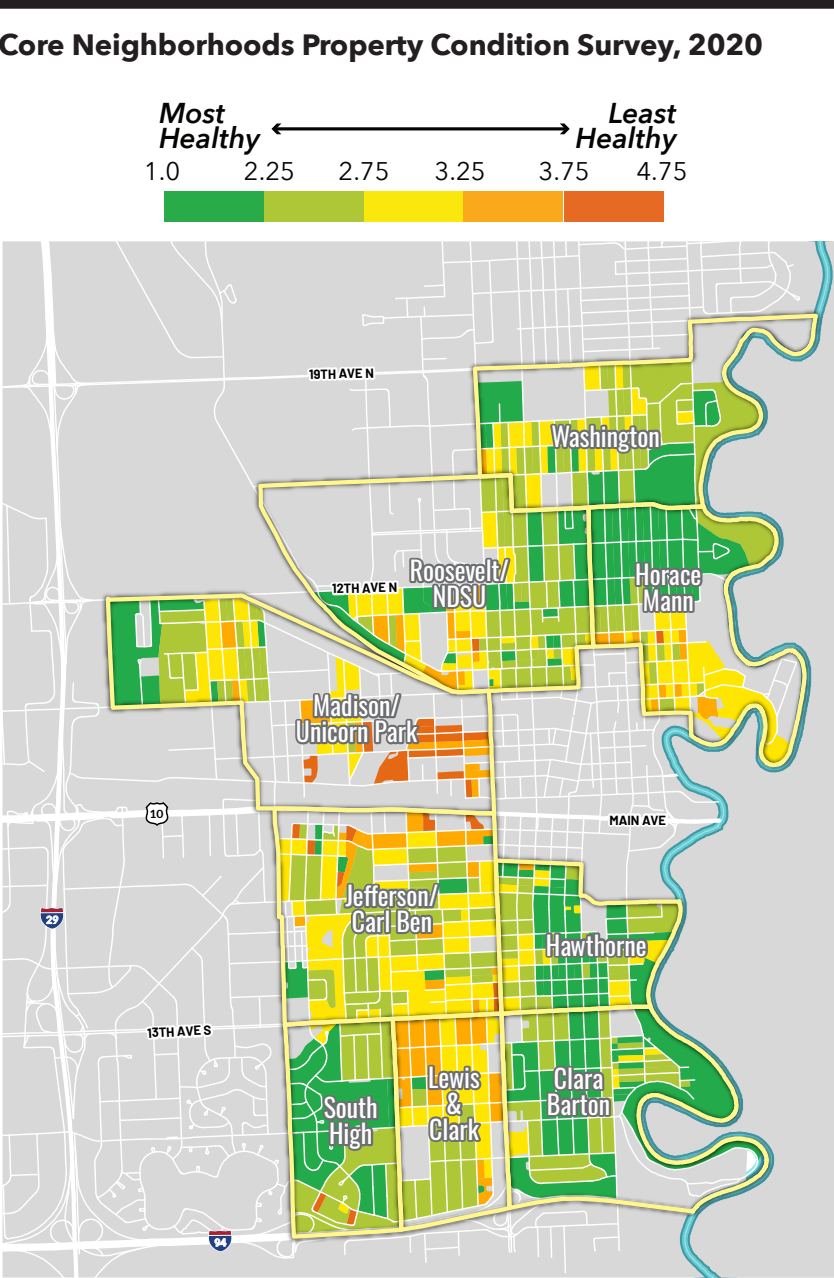 Core Neighborhoods Property Condition Survey, 2020
Most
Healthy
Least
Healthy
1.0 2.25 2.75 3.25 3.75 4.75
19TH AVE N
Washington
Roosevelt/
NDSU
12TH AVE N
Horace
Mann
Madison/
Unicorn Park
10
MAIN AVE
Jefferson/
Carl Ben
29
Hawthorne
13TH AVE S
Lewis
&
Clark
Clara
Barton
South
High
94